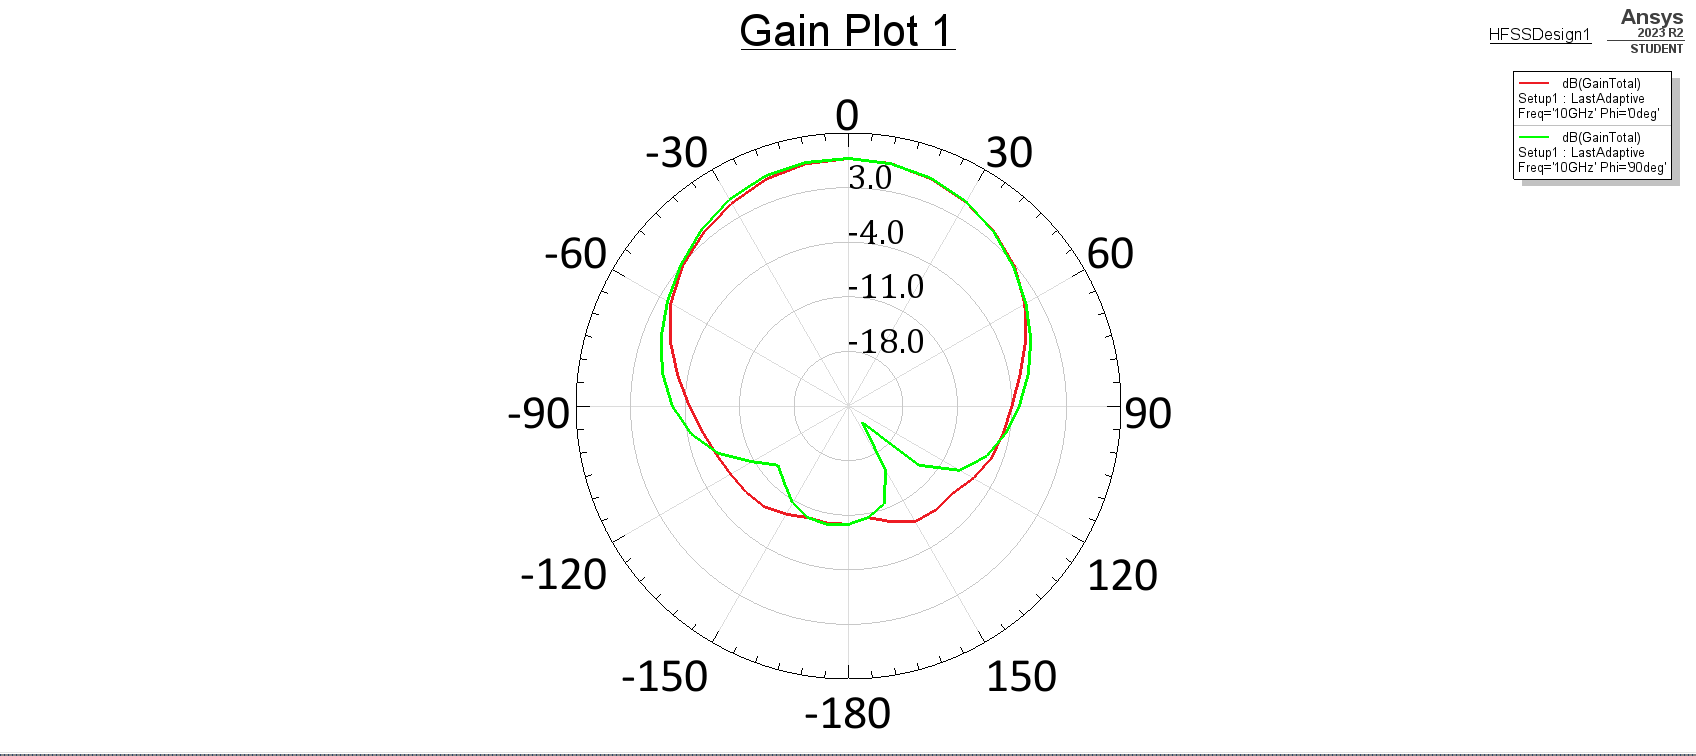 Gain Plot 1
HFSSDesign1
Ansys
2023 R2
STUDENT
dB(GainTotal)
Setup1 : LastAdaptive
Freq='10GHz' Phi='0deg'
dB(GainTotal)
Setup1 : LastAdaptive
Freq='10GHz' Phi='90deg'
0
-30
30
3.0
-4.0
-60
60
-11.0
-18.0
-90
90
-120
120
-150
150
-180